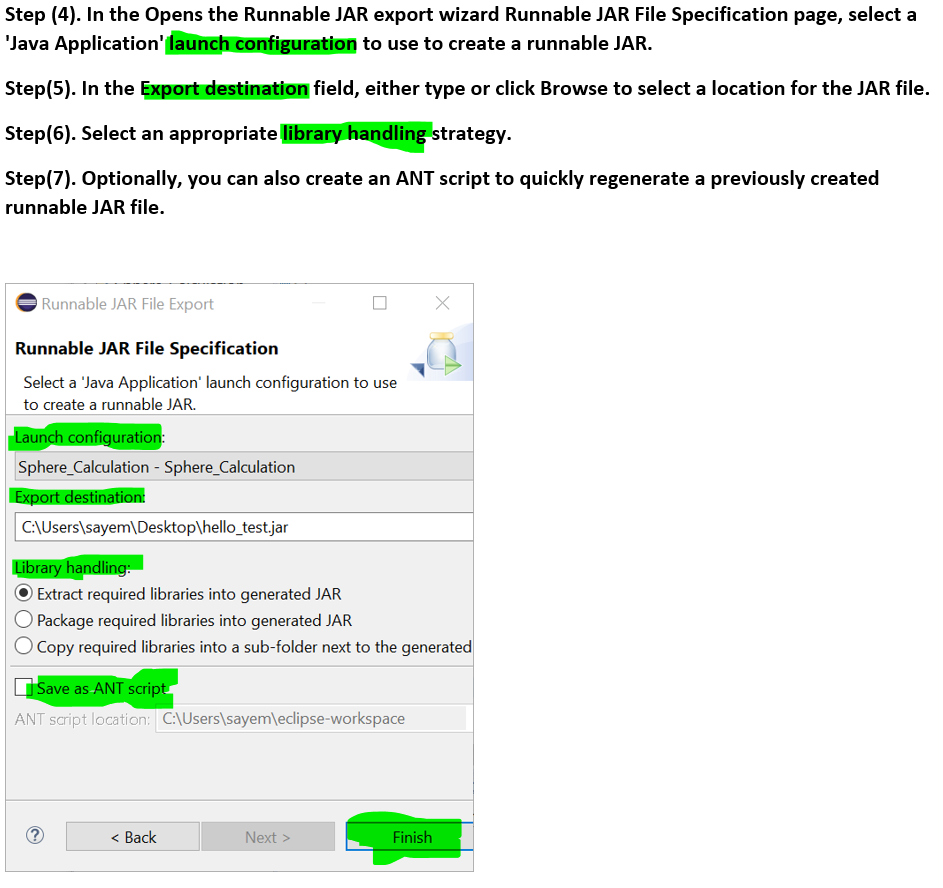 Step (4). In the Opens the Runnable JAR export wizard Runnable JAR File Specification page, select a
'Java Application' launch configuration to use to create a runnable JAR.
Step(5). In the Export destination field, either type or click Browse to select a location for the JAR file.
Step(6). Select an appropriate library handling strategy.
Step(7). Optionally, you can also create an ANT script to quickly regenerate a previously created
runnable JAR file.
Runnable JAR File Export
Runnable JAR File Specification
Select a 'Java Application' launch configuration to use
to create a runnable JAR.
Launch configuration:
Sphere_Calculation - Sphere_Calculation
Export destination:
C:\Users\sayem\Desktop\hello_test.jar
Library handling:
Extract required libraries into generated JAR
Package required libraries into generated JAR
Copy required libraries into a sub-folder next to the generated
Save as ANT script
ANT script location: C:\Users\sayem\eclipse-workspace
? < Back Next > Finish